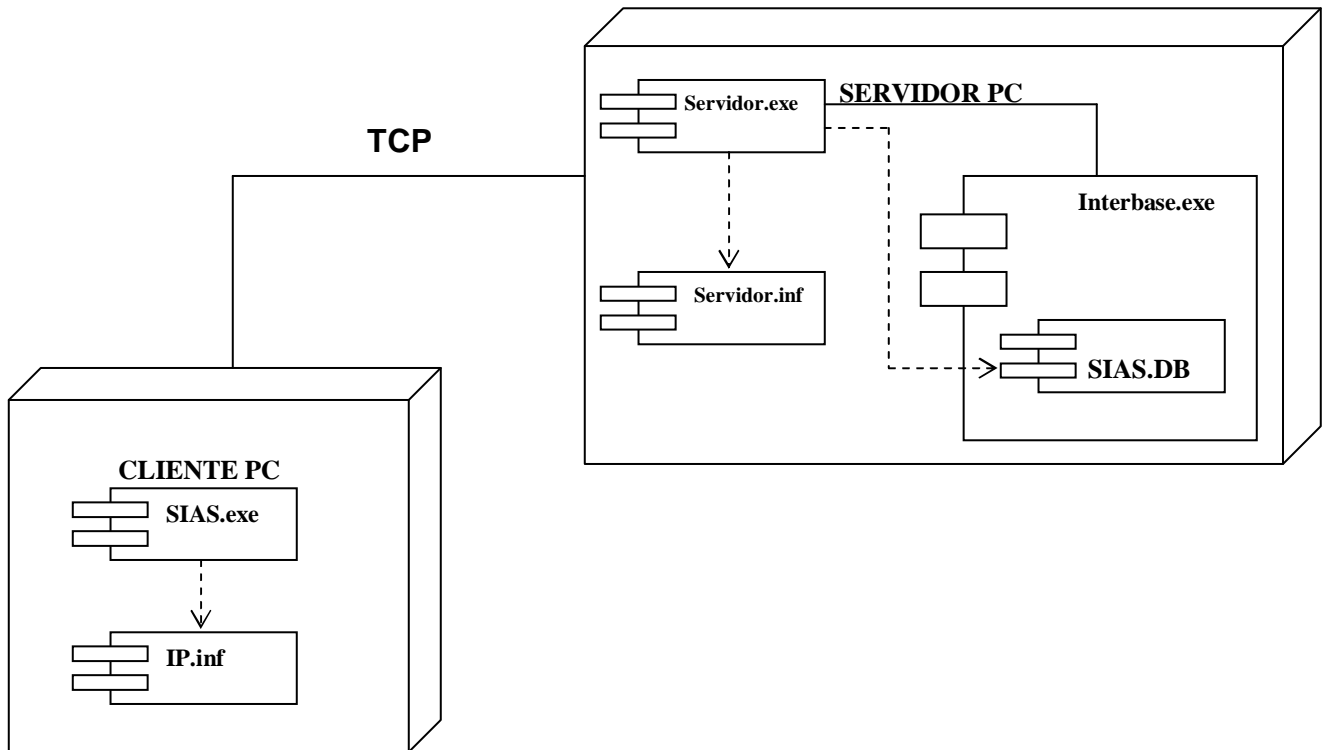 TCP
SERVIDOR PC
Servidor.exe
Interbase.exe
Servidor.inf
SIAS.DB
CLIENTE PC
SIAS.exe
IP.inf